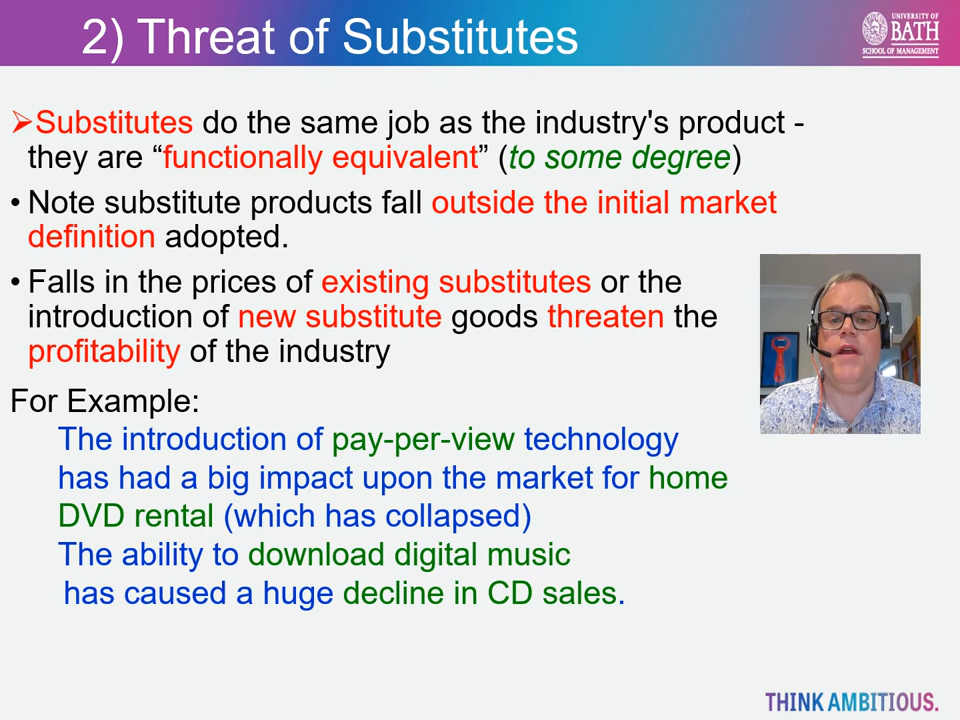 2) Threat of Substitutes
UNIVERSITY OF
BATH
SCHOOL OF MANAGEMENT
➢Substitutes do the same job as the industry's product -
they are “functionally equivalent” (to some degree)
• Note substitute products fall outside the initial market
definition adopted.
• Falls in the prices of existing substitutes or the
introduction of new substitute goods threaten the
profitability of the industry
For Example:
The introduction of pay-per-view technology
has had a big impact upon the market for home
DVD rental (which has collapsed)
The ability to download digital music
has caused a huge decline in CD sales.
THINK AMBITIOUS.